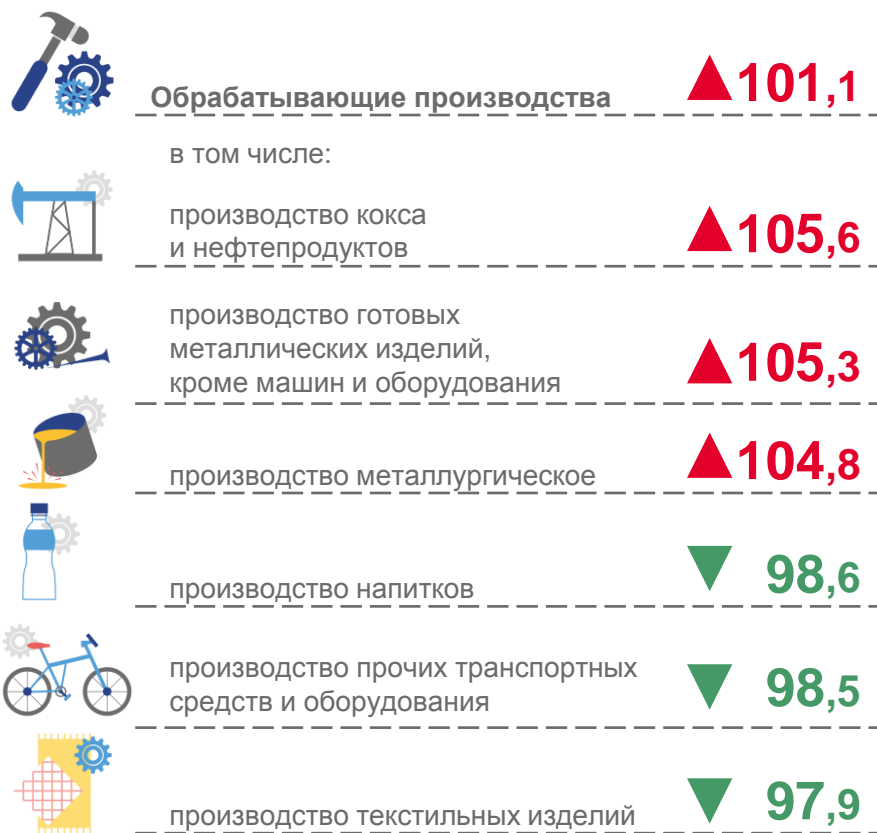 Обрабатывающие производства ▲101,1
в том числе:
производство кокса
и нефтепродуктов ▲105,6
производство готовых
металлических изделий,
кроме машин и оборудования ▲105,3
производство металлургическое ▲104,8
производство напитков ▼ 98,6
производство прочих транспортных
средств и оборудования ▼ 98,5
производство текстильных изделий ▼ 97,9